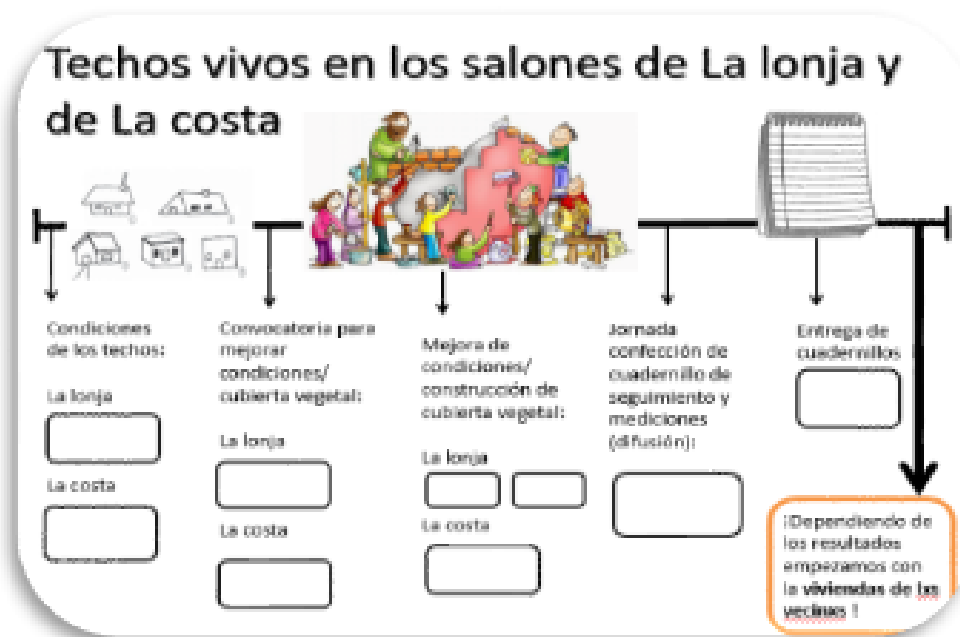 Techos vivos en los salones de La lonja y
de La costa
Condiciones
de los techos:
La lonja
La costa
Convocatoria para
mejorar
condiciones/
cubierta vegetal:
La lonja
La costa
Mejora de
condiciones/
construcción de
cubierta vegetal:
La lonja
La costa
Jornada
confección de
cuadernillo de
seguimiento y
mediciones
(difusión):
Entrega de
cuadernillos
¡Dependiendo de
los resultados
empezamos con
la viviendas de lxs
vecinxs !